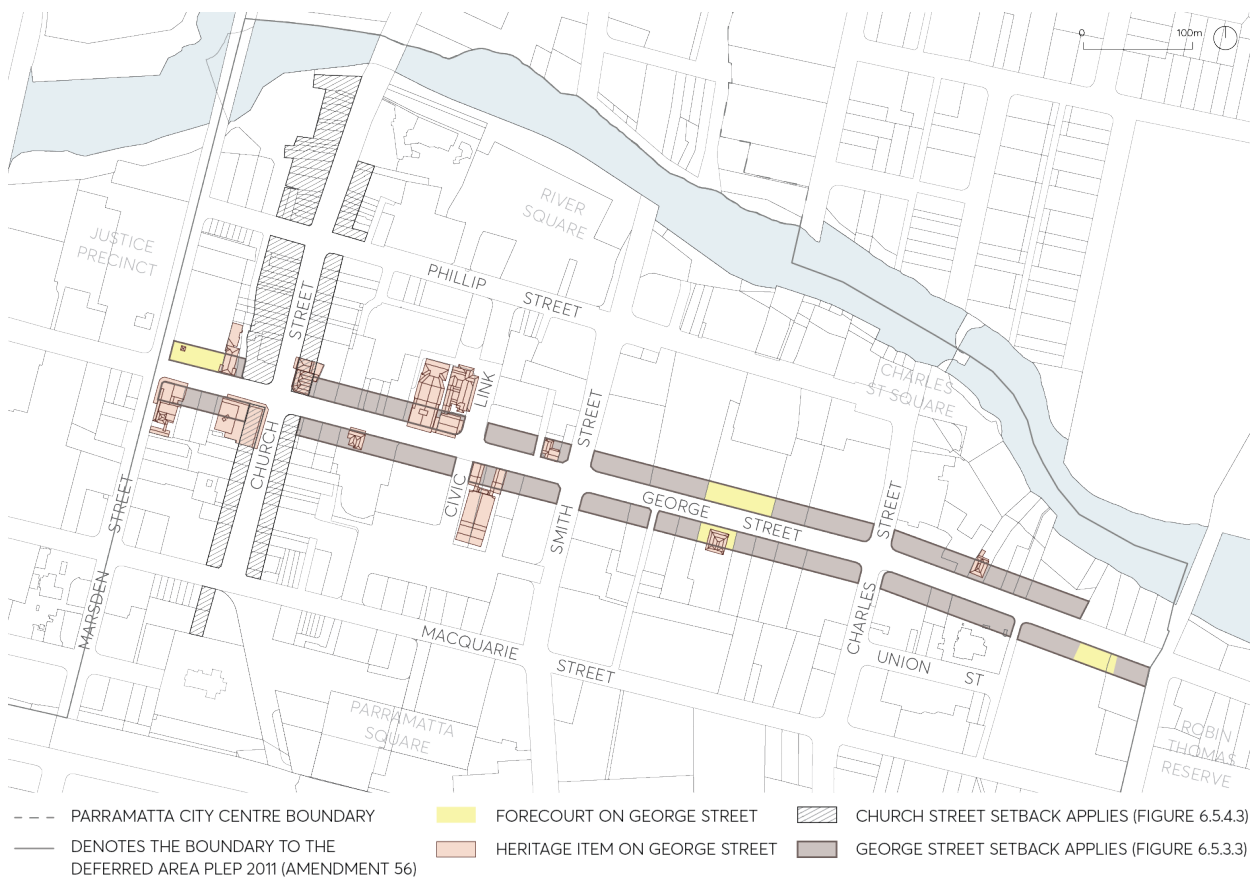 0 100m
RIVER
SQUARE
JUSTICE
PRECINCT
PHILLIP STREET
STREET
CHARLES
ST SQUARE
LINK
STREET
CHURCH
CIVIC
GEORGE STREET
STREET
STREET
SMITH
MARSDEN
CHARLES
MACQUARIE STREET
UNION ST
PARRAMATTA
SQUARE
ROBIN
THOMAS
RESERVE
PARRAMATTA CITY CENTRE BOUNDARY
DENOTES THE BOUNDARY TO THE
DEFERRED AREA PLEP 2011 (AMENDMENT 56)
FORECOURT ON GEORGE STREET
HERITAGE ITEM ON GEORGE STREET
CHURCH STREET SETBACK APPLIES (FIGURE 6.5.4.3)
GEORGE STREET SETBACK APPLIES (FIGURE 6.5.3.3)